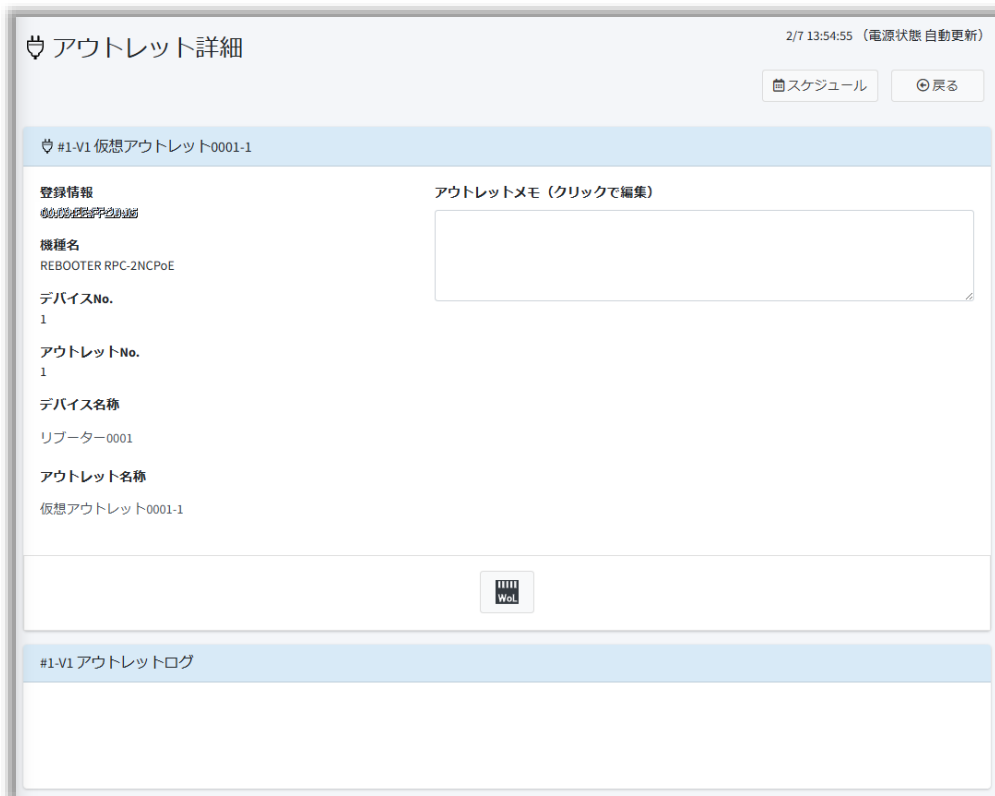 アウトレット詳細
2/7 13:54:55 （電源状態 自動更新）
スケジュール
戻る
#1-V1 仮想アウトレット0001-1
登録情報
機種名
REBOOTER RPC-2NCPoE
デバイスNo.
1
アウトレットNo.
1
デバイス名称
リブーター0001
アウトレット名称
仮想アウトレット0001-1
アウトレットメモ（クリックで編集）
WoL
#1-V1 アウトレットログ